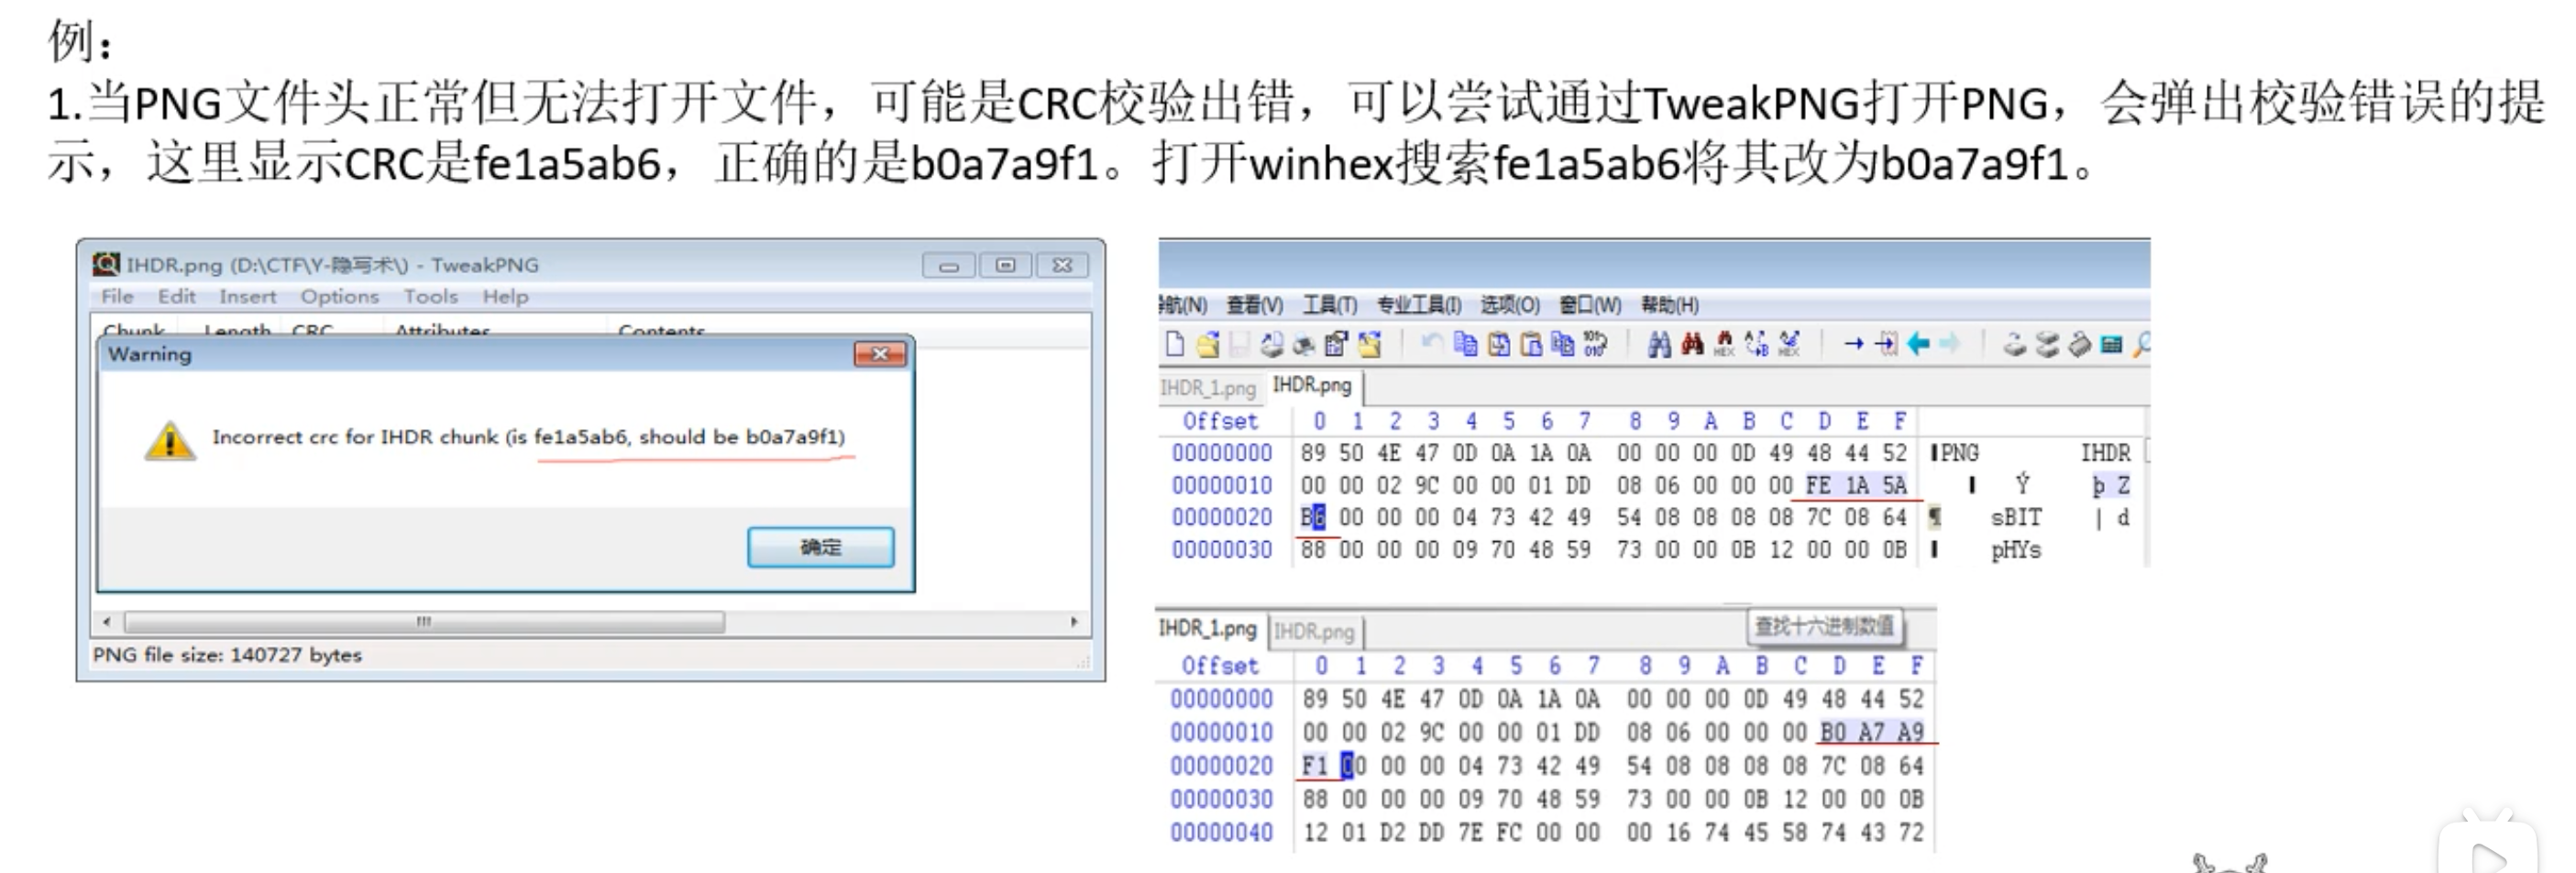 例：
1.当PNG文件头正常但无法打开文件，可能是CRC校验出错，可以尝试通过TweakPNG打开PNG，会弹出校验错误的提
示，这里显示CRC是fe1a5ab6，正确的是b0a7a9f1。打开winhex搜索fe1a5ab6将其改为b0a7a9f1。
IHDR.png (D:\CTF\Y-隐写术\) - TweakPNG
File Edit Insert Options Tools Help
Chunk Length CRC Attributes Contents
Warning
Incorrect crc for IHDR chunk (is fe1a5ab6, should be b0a7a9f1)
确定
PNG file size: 140727 bytes
航(N) 查看(V) 工具(T) 专业工具(I) 选项(O) 窗口(W) 帮助(H)
IHDR_1.png IHDR.png
Offset 0 1 2 3 4 5 6 7 8 9 A B C D E F
00000000 89 50 4E 47 0D 0A 1A 0A 00 00 00 0D 49 48 44 52 PNG IHDR
00000010 00 00 02 9C 00 00 01 DD 08 06 00 00 00 FE 1A 5A Ý þ Z
00000020 B6 00 00 00 04 73 42 49 54 08 08 08 08 7C 08 64 ¶ sBIT | d
00000030 88 00 00 00 09 70 48 59 73 00 00 0B 12 00 00 0B pHYs
查找十六进制数值
IHDR_1.png IHDR.png
Offset 0 1 2 3 4 5 6 7 8 9 A B C D E F
00000000 89 50 4E 47 0D 0A 1A 0A 00 00 00 0D 49 48 44 52
00000010 00 00 02 9C 00 00 01 DD 08 06 00 00 00 B0 A7 A9
00000020 F1 00 00 00 04 73 42 49 54 08 08 08 08 7C 08 64
00000030 88 00 00 00 09 70 48 59 73 00 00 0B 12 00 00 0B
00000040 12 01 D2 DD 7E FC 00 00 00 16 74 45 58 74 43 72